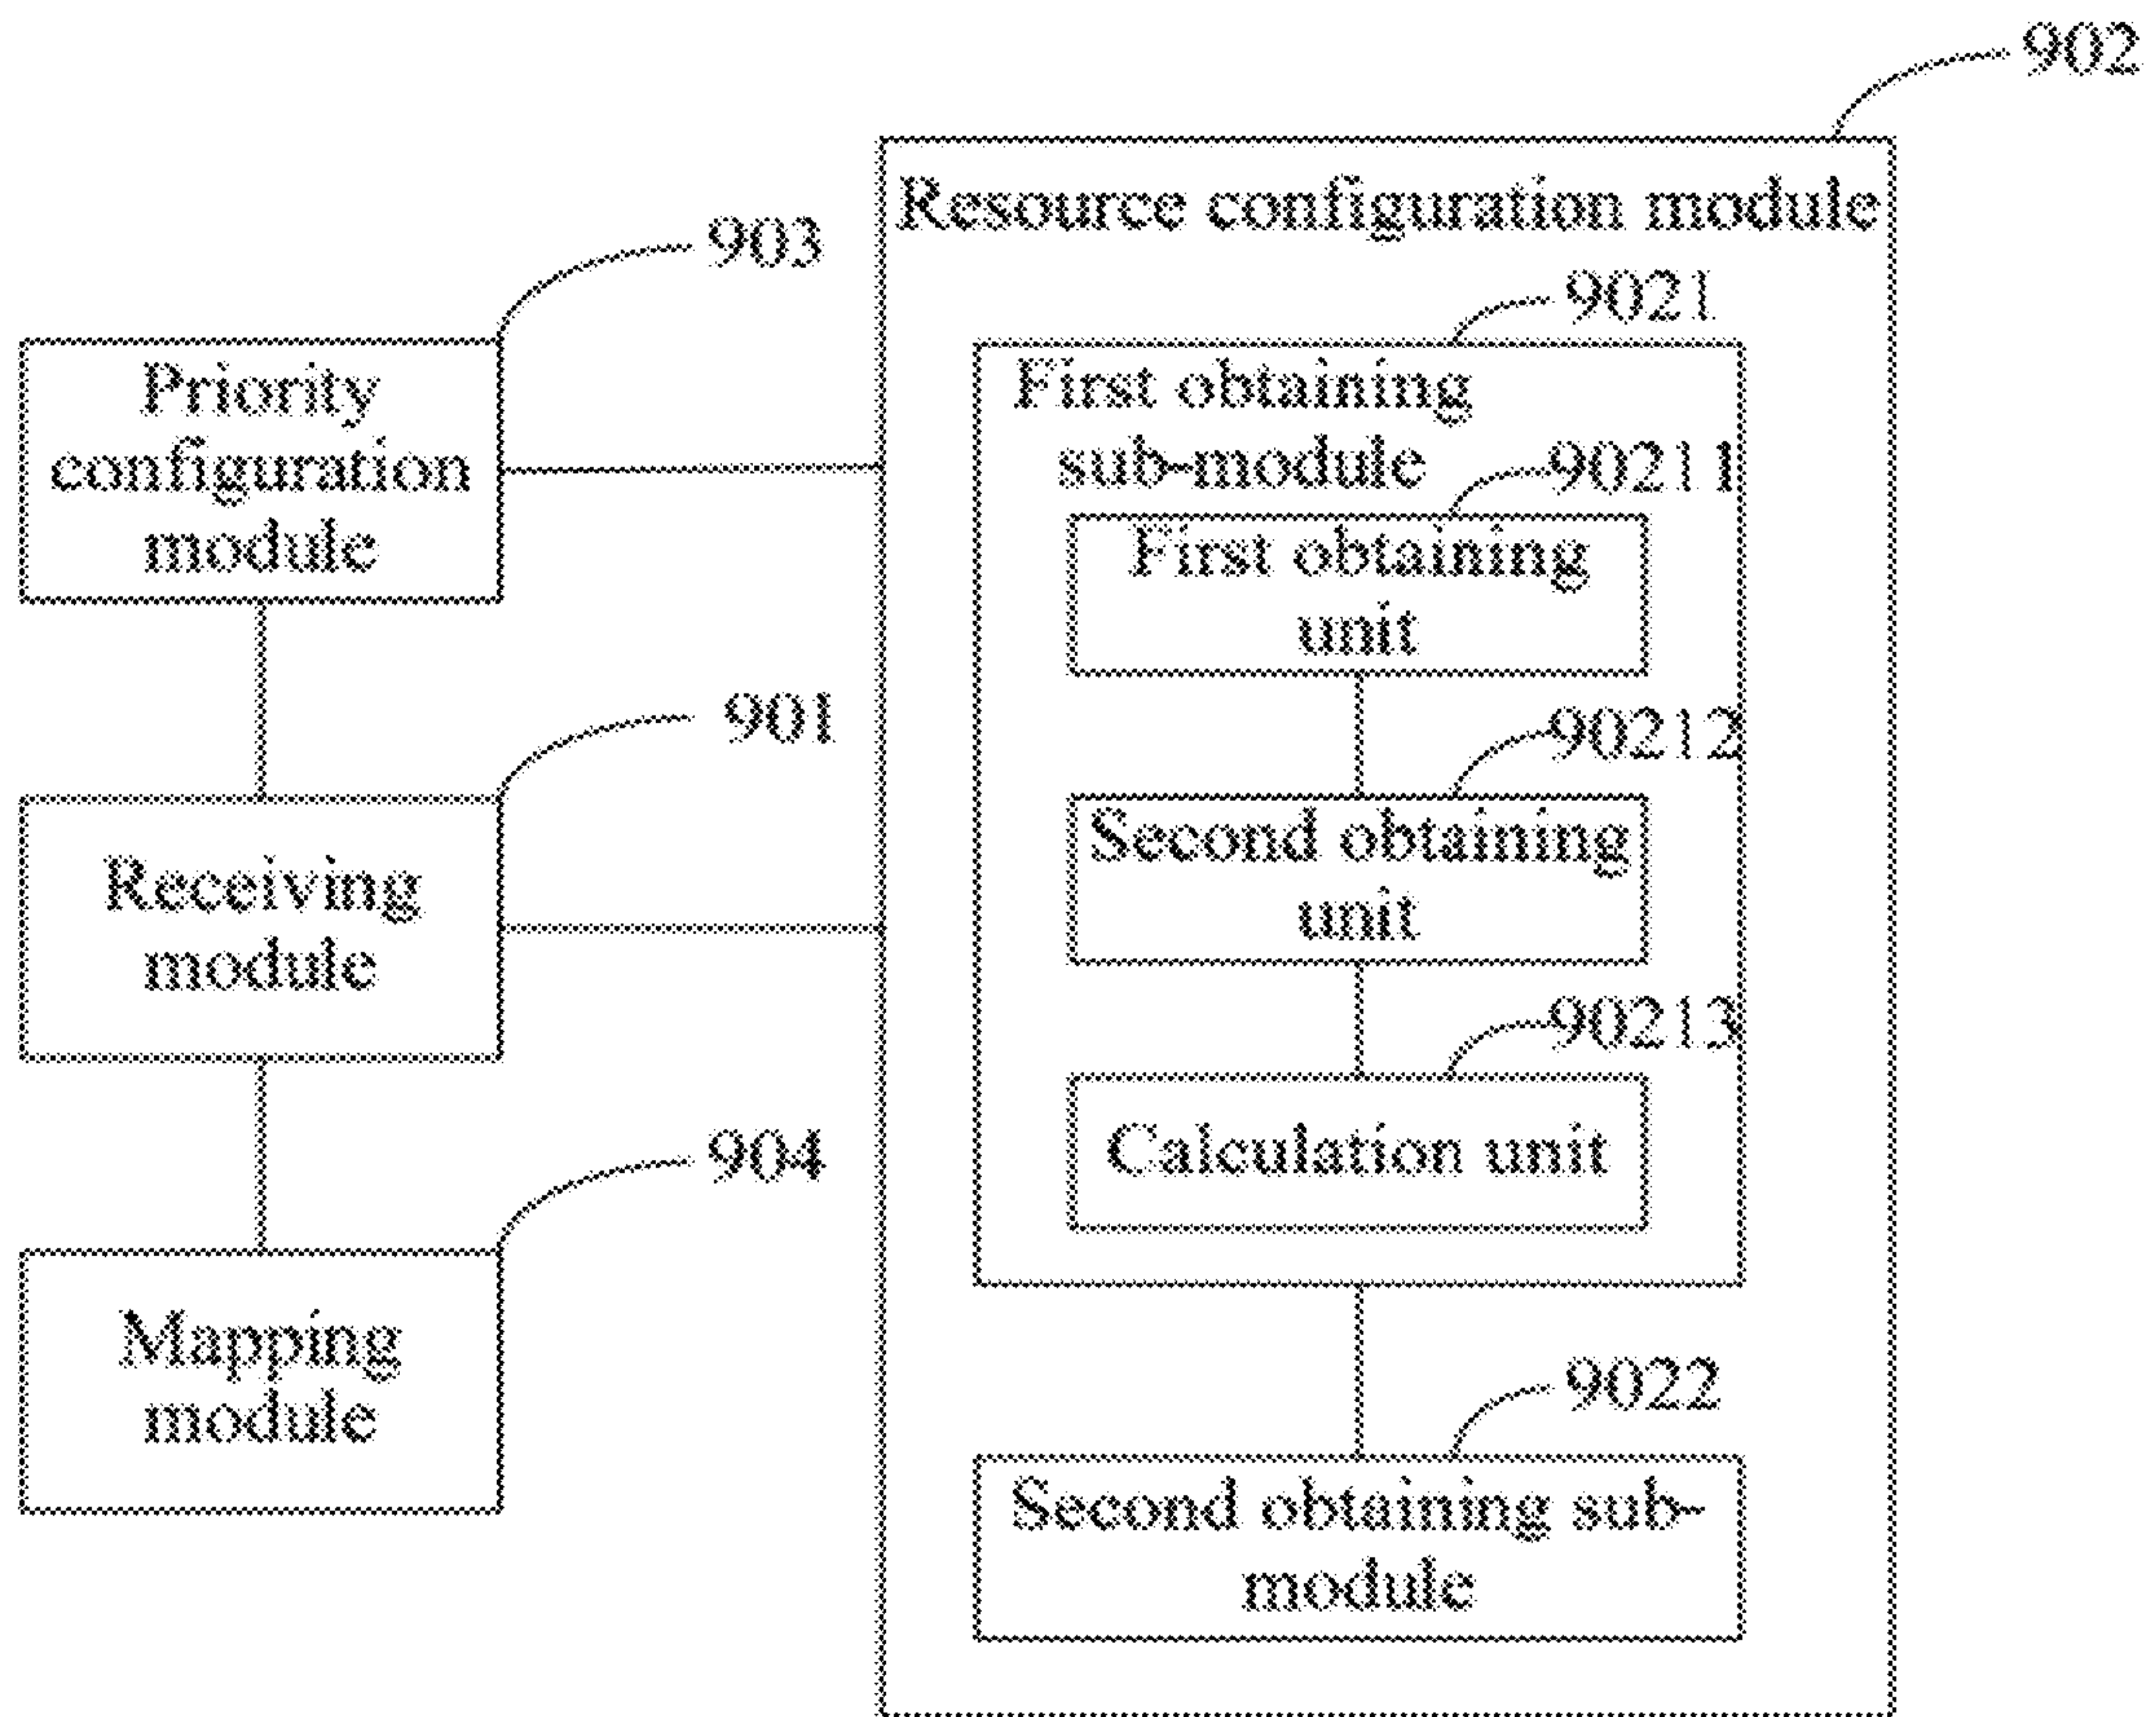 902
Resource configuration module
903
9021
Priority
configuration
module
First obtaining
sub-module
90211
First obtaining
unit
901
90212
Receiving
module
Second obtaining
unit
90213
904
Calculation unit
Mapping
module
9022
Second obtaining sub-
module